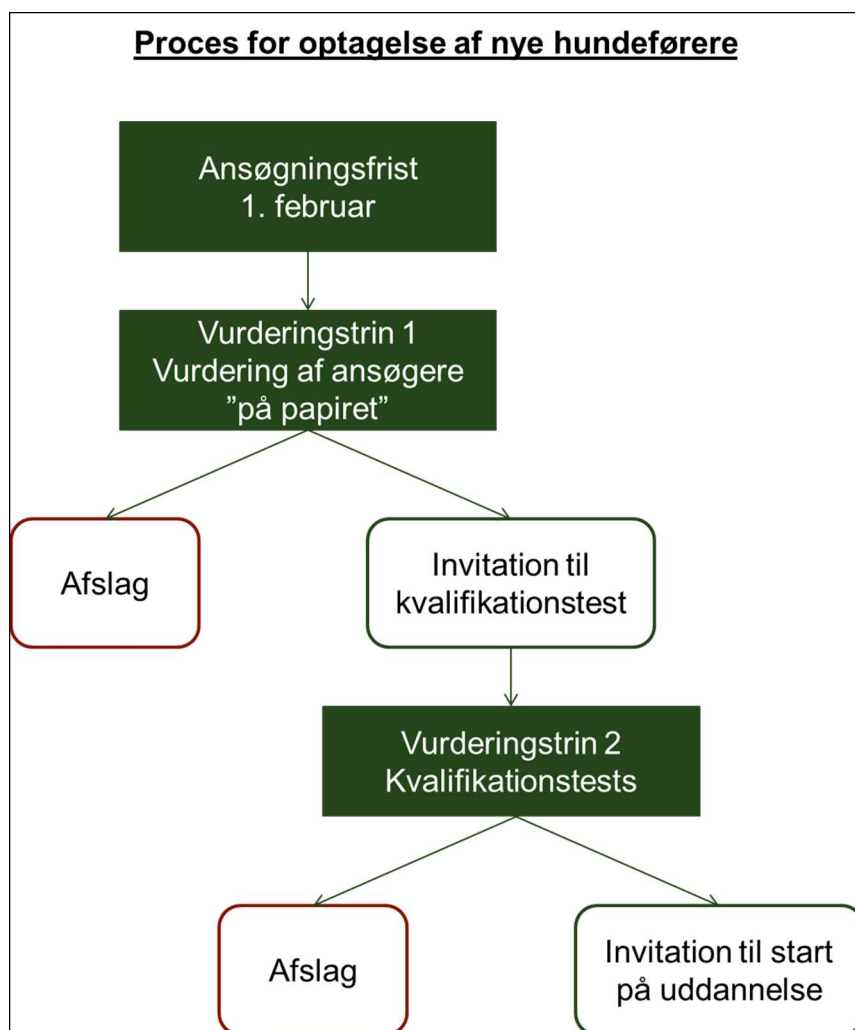 Proces for optagelse af nye hundeførere
Ansøgningsfrist
1. februar
Vurderingstrin 1
Vurdering af ansøgere
”på papiret”
Afslag
Invitation til
kvalifikationstest
Vurderingstrin 2
Kvalifikationstests
Afslag
Invitation til start
på uddannelse